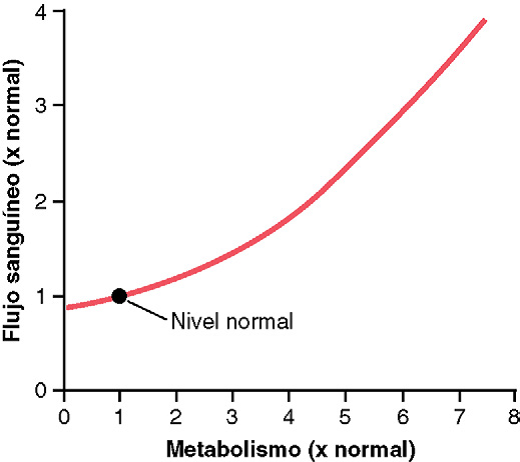 Flujo sanguíneo (x normal)
4
3
2
1
0
Nivel normal
0 1 2 3 4 5 6 7 8
Metabolismo (x normal)